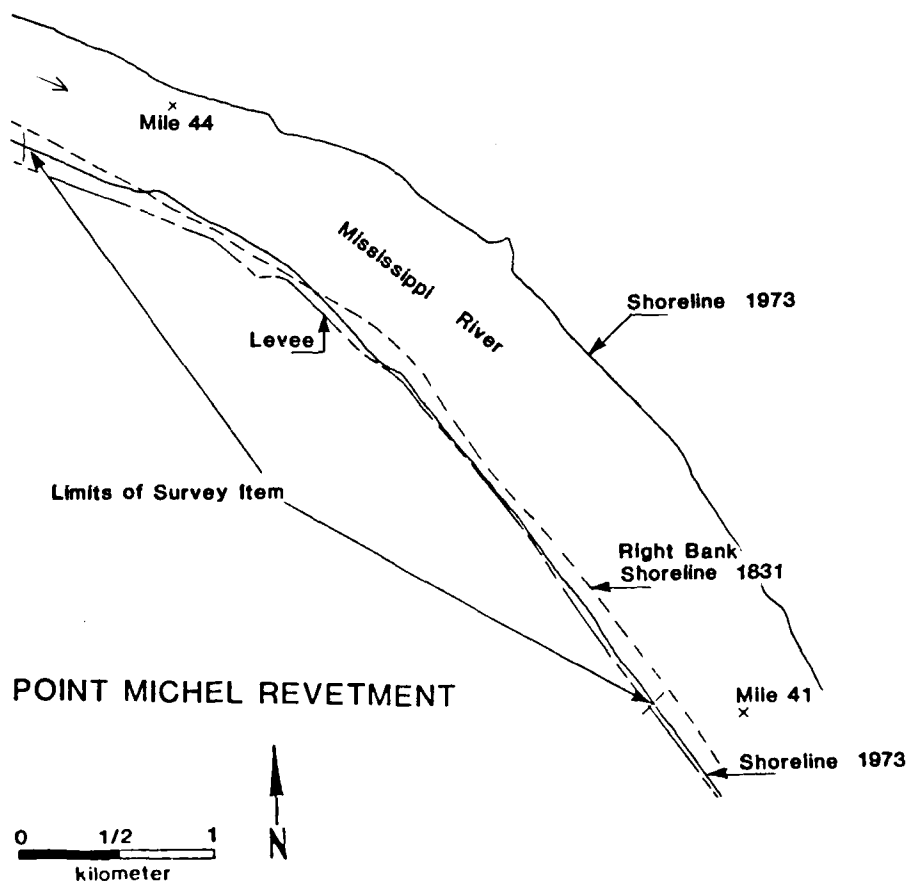 Mile 44
Mississippi
River
Shoreline 1973
Levee
Limits of Survey Item
Right Bank
Shoreline 1831
POINT MICHEL REVETMENT
Mile 41
Shoreline 1973
0 1/2 1
kilometer
N